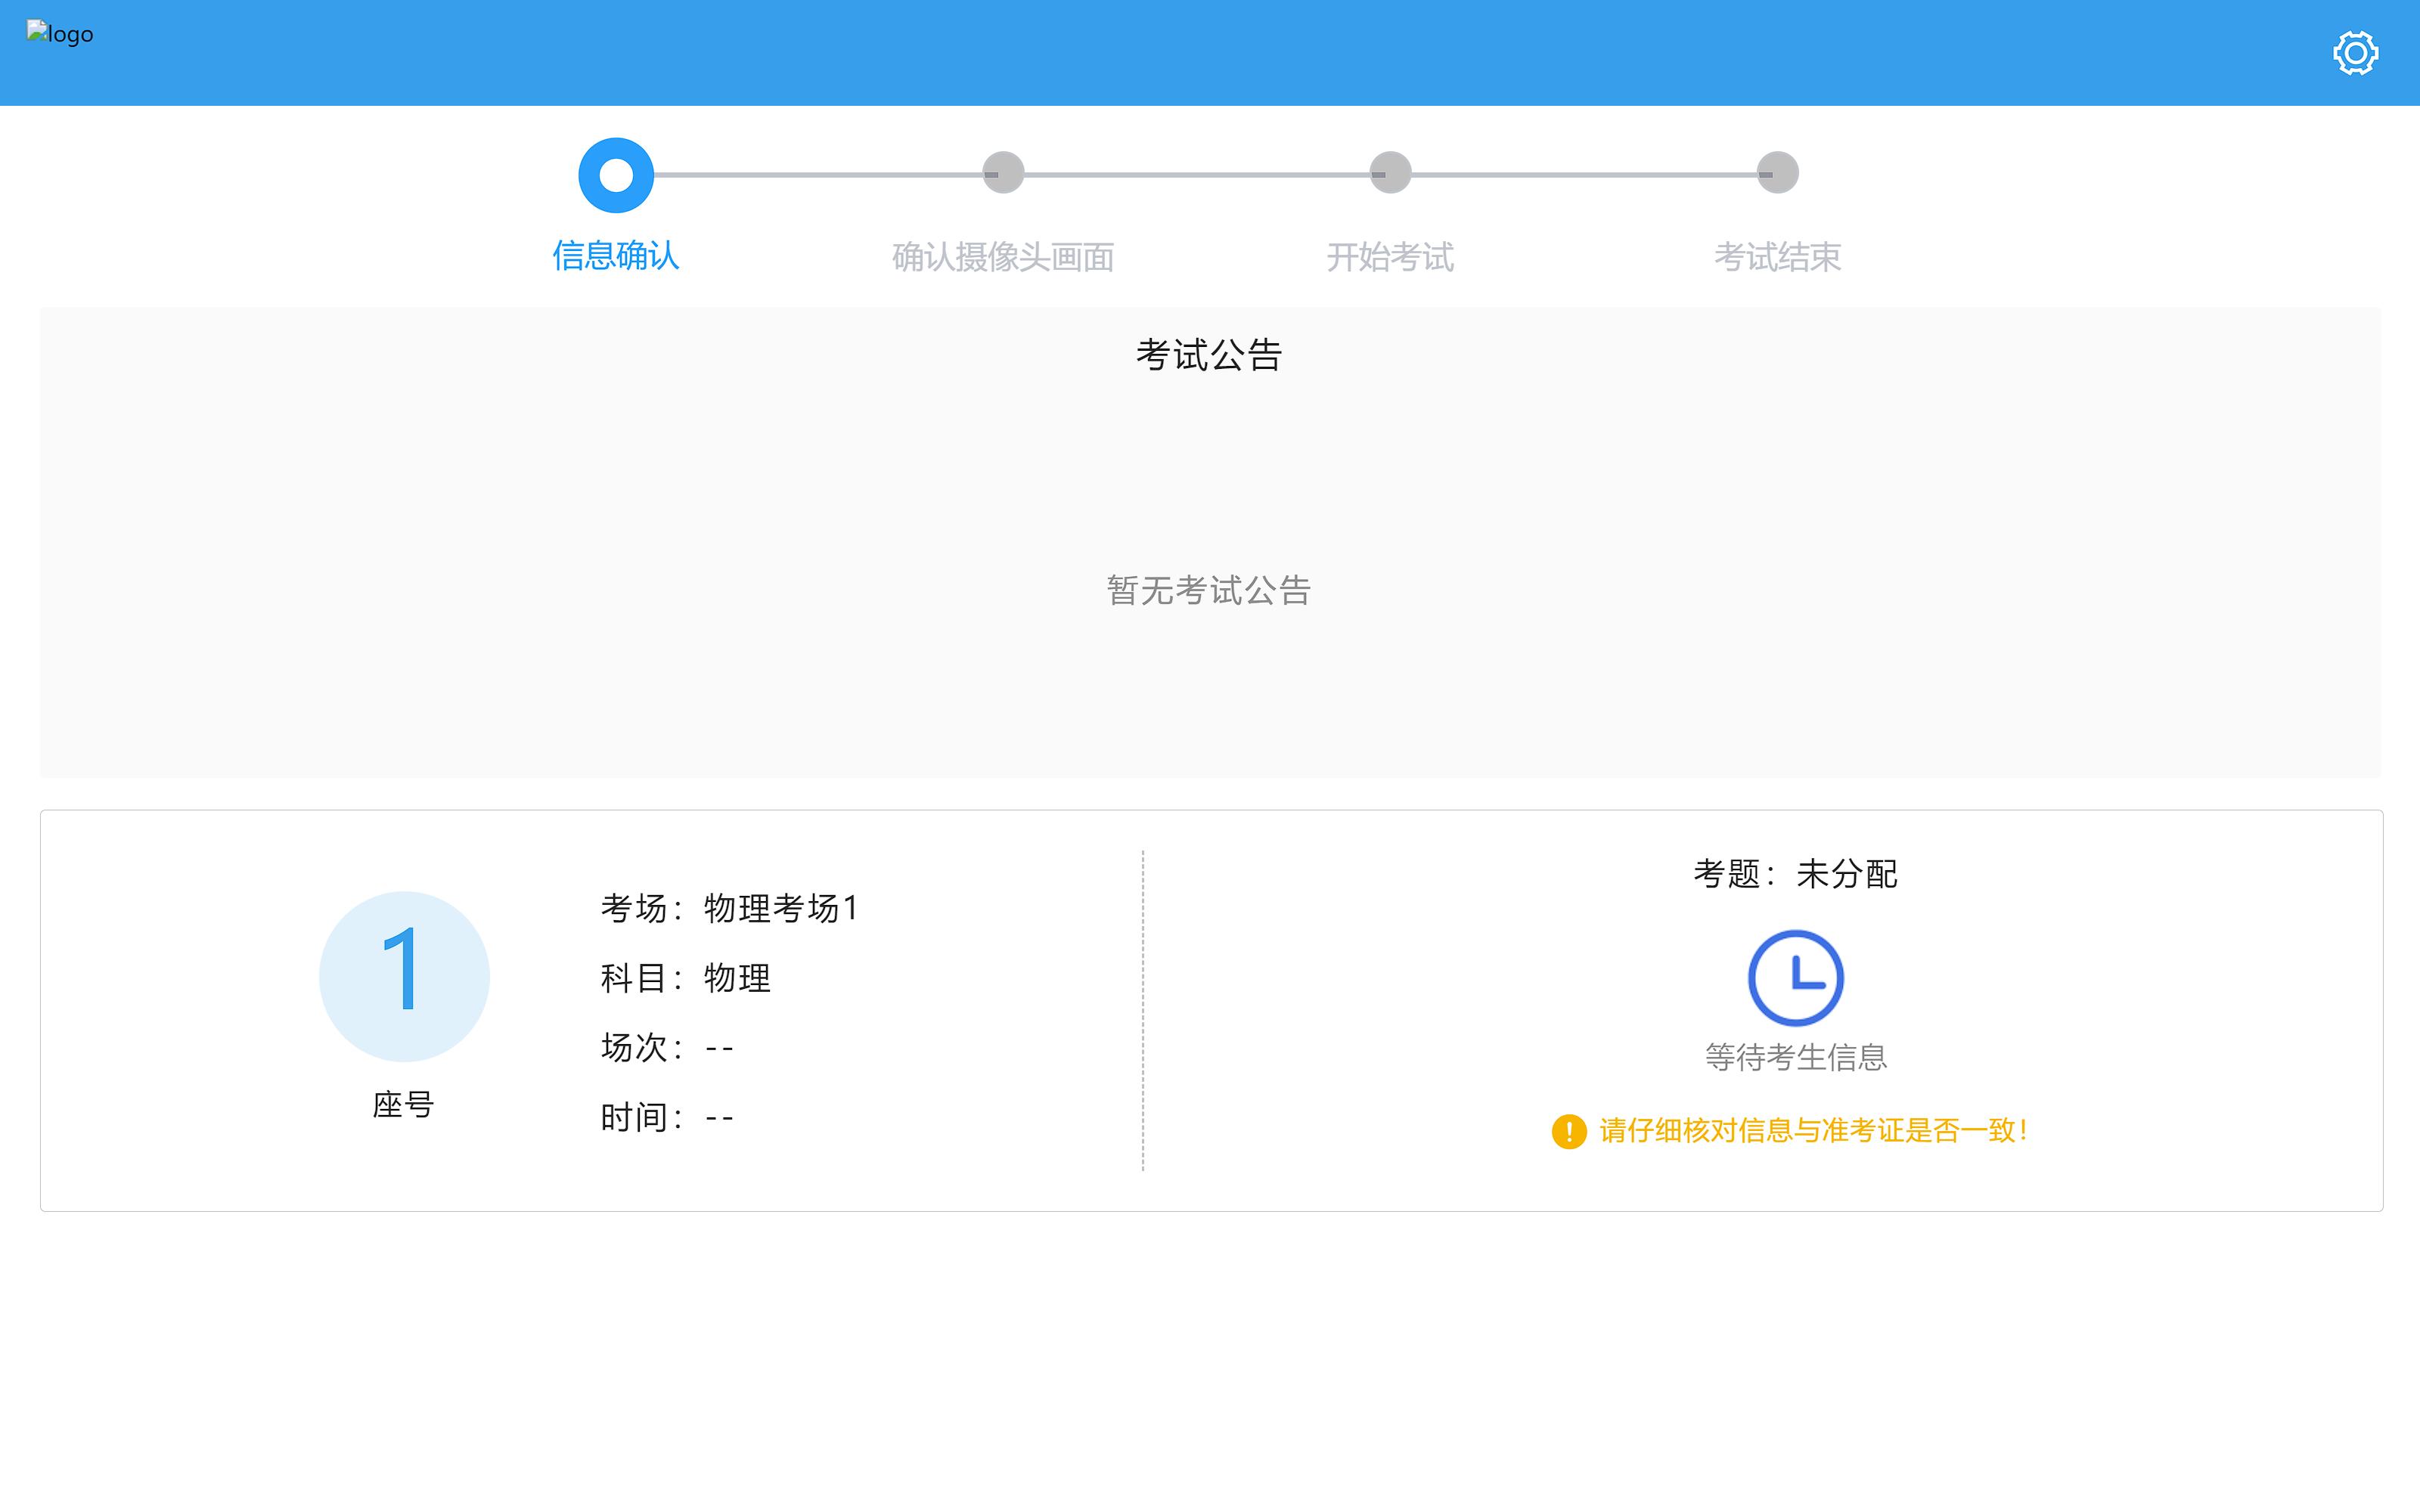 logo
信息确认
确认摄像头画面
开始考试
考试结束
考试公告
暂无考试公告
1
座号
考场：物理考场1
科目：物理
场次：--
时间：--
考题：未分配
等待考生信息
请仔细核对信息与准考证是否一致！